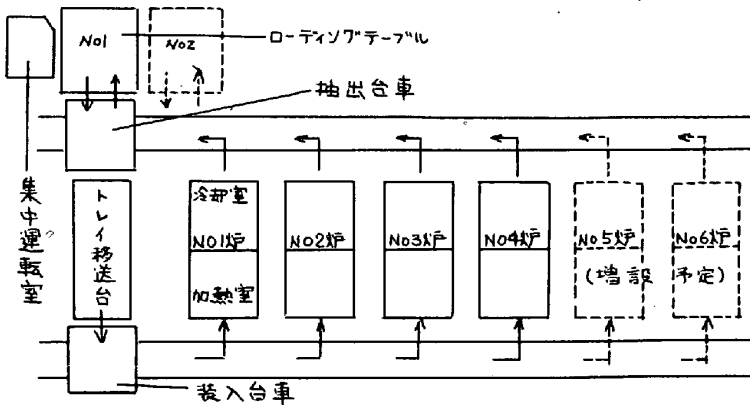 NO1
NO2
ローディングテーブル
抽出台車
集中運転室
トレイ移送台
冷却室
NO1炉
加熱室
NO2炉
NO3炉
NO4炉
NO5炉
(増設
NO6炉
予定)
装入台車